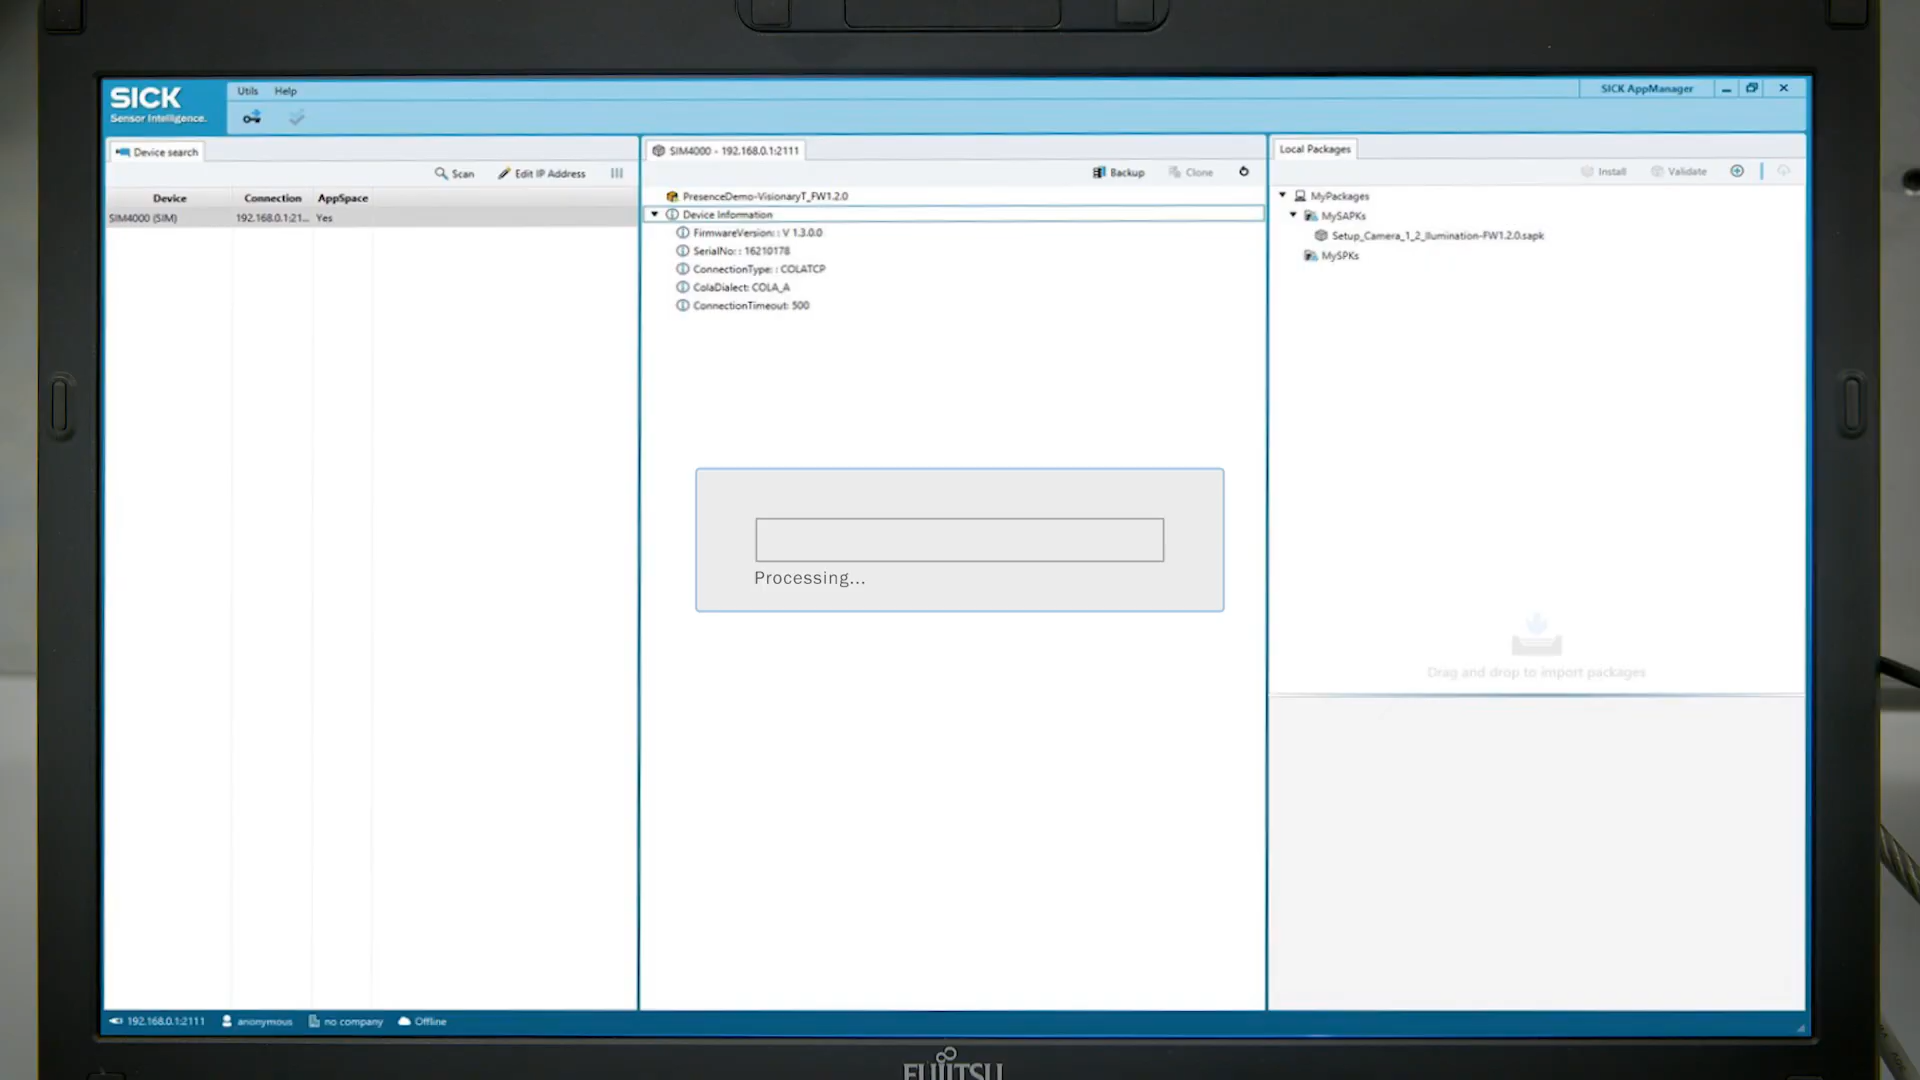 SICK
Sensor Intelligence.
Utils Help
SICK AppManager
Device search
Scan Edit IP Address
Device Connection AppSpace
SIM4000 (SIM) 192.168.0.1:21... Yes
SIM4000 - 192.168.0.1:2111
Backup Clone
PresenceDemo-VisionaryT_FW1.2.0
Device Information
FirmwareVersion: : V 1.3.0.0
SerialNo: : 16210178
ConnectionType: : COLATCP
ColaDialect: COLA_A
ConnectionTimeout: 500
Processing...
Local Packages
Install Validate
MyPackages
MySAPKs
Setup_Camera_1_2_Ilumination-FW1.2.0.sapk
MySPKs
Drag and drop to import packages
192.168.0.1:2111 anonymous no company Offline
FUJITSU